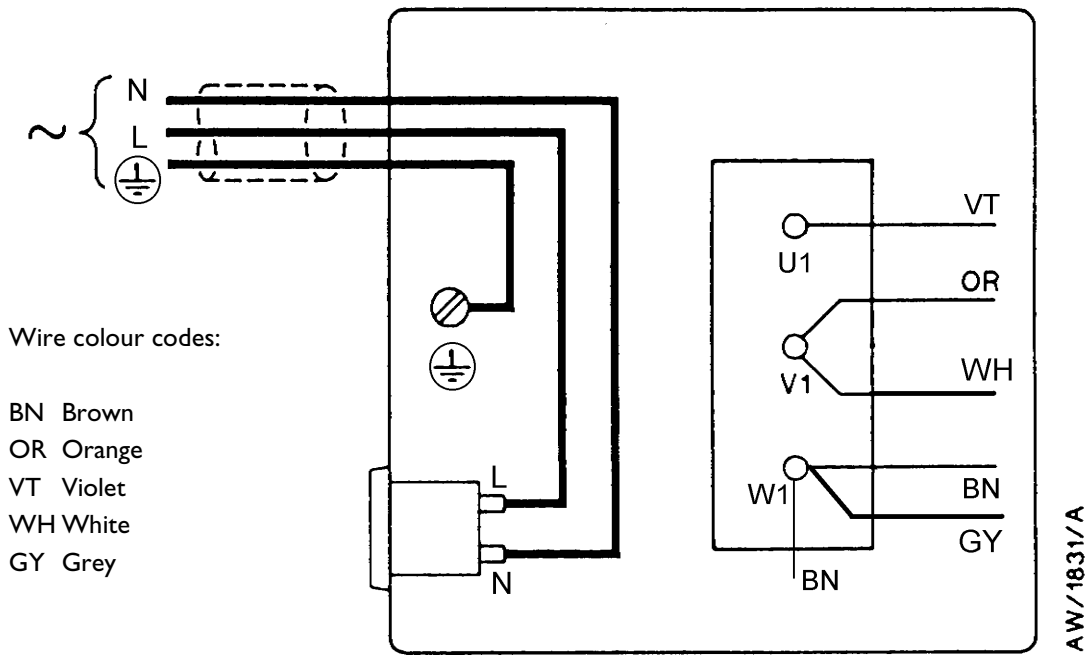 N
~
L
VT
U1
OR
Wire colour codes:
V1
WH
BN Brown
OR Orange
L
VT Violet
W1
BN
WH White
GY
GY Grey
N
BN
AW/1831/A